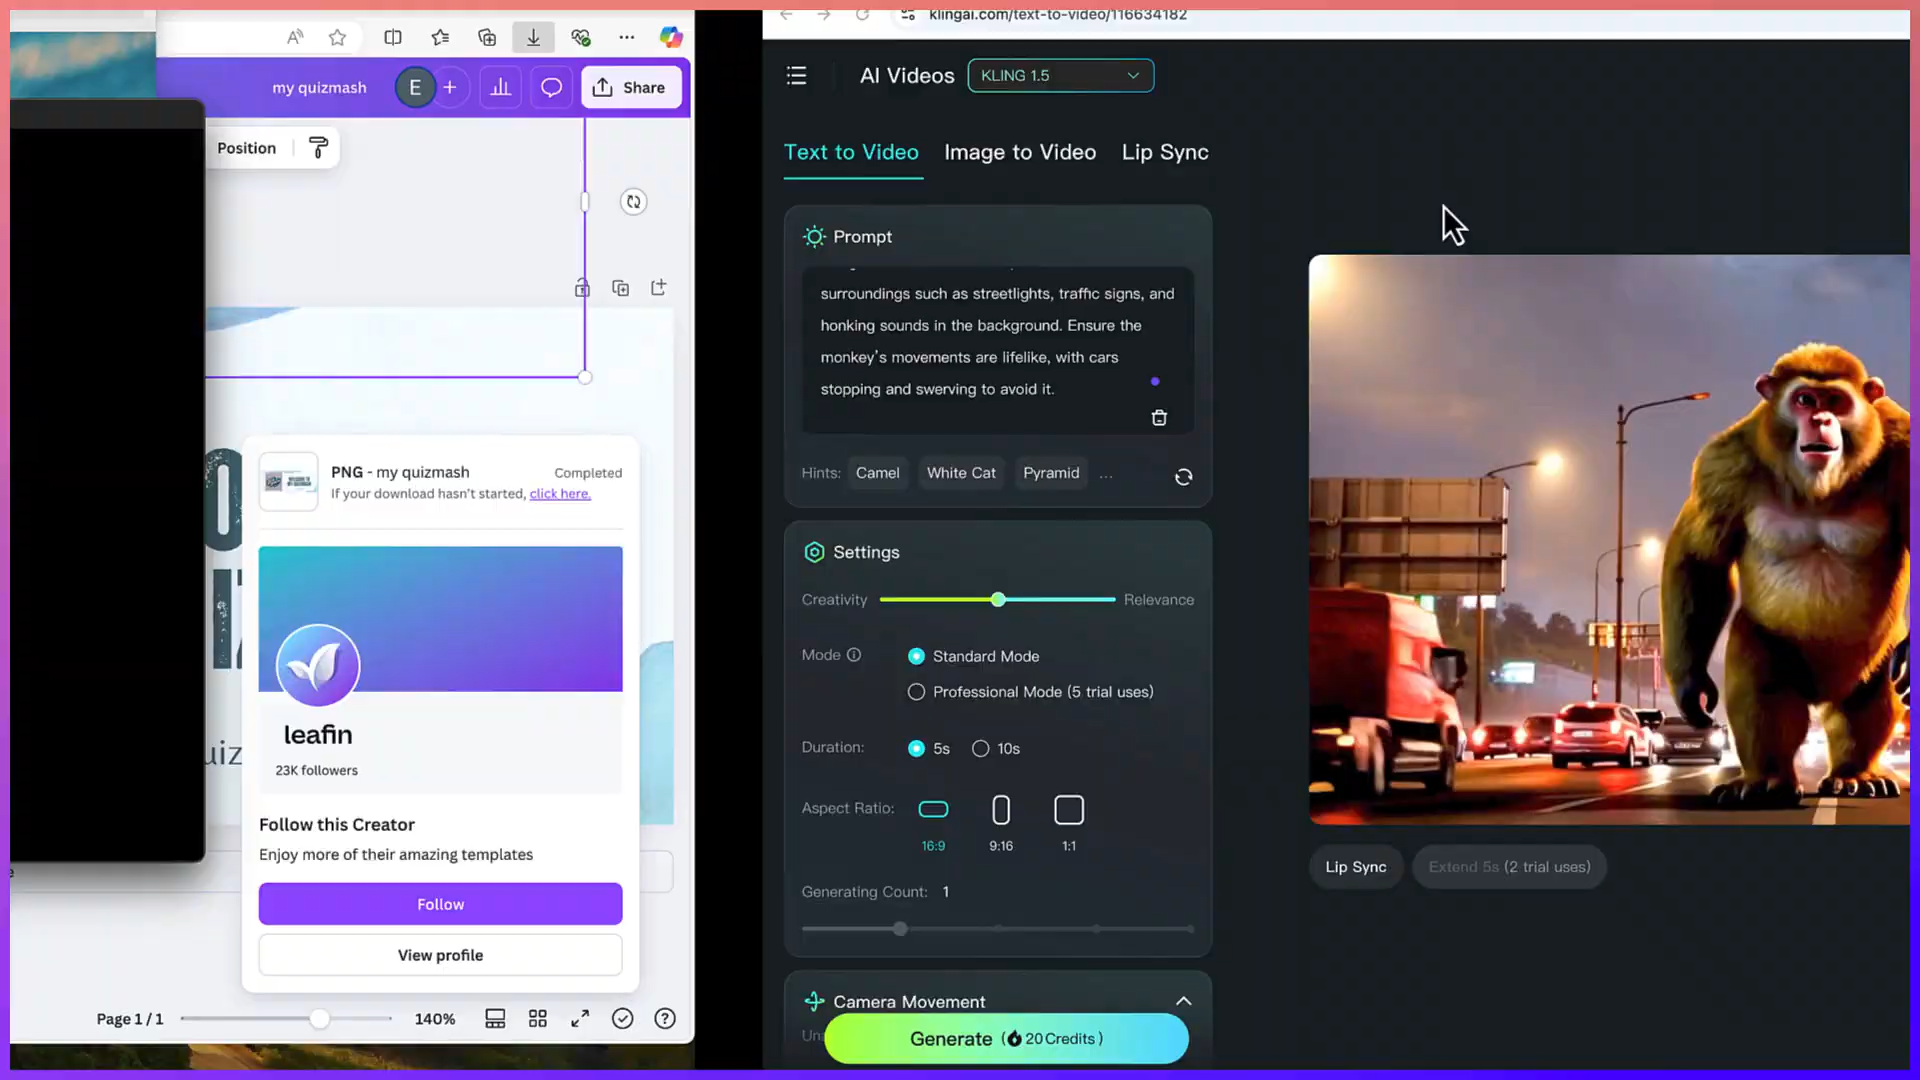 my quizmash
E
Share
Position
PNG - my quizmash
Completed
If your download hasn't started, click here.
leafin
23K followers
Follow this Creator
Enjoy more of their amazing templates
Follow
View profile
Page 1 / 1
140%
klingai.com/text-to-video/116634182
AI Videos
KLING 1.5
Text to Video
Image to Video
Lip Sync
Prompt
surroundings such as streetlights, traffic signs, and
honking sounds in the background. Ensure the
monkey's movements are lifelike, with cars
stopping and swerving to avoid it.
Hints:
Camel
White Cat
Pyramid
...
Settings
Creativity
Relevance
Mode
Standard Mode
Professional Mode (5 trial uses)
Duration:
5s
10s
Aspect Ratio:
16:9
9:16
1:1
Generating Count: 1
Camera Movement
Generate ( 20 Credits )
Lip Sync
Extend 5s (2 trial uses)